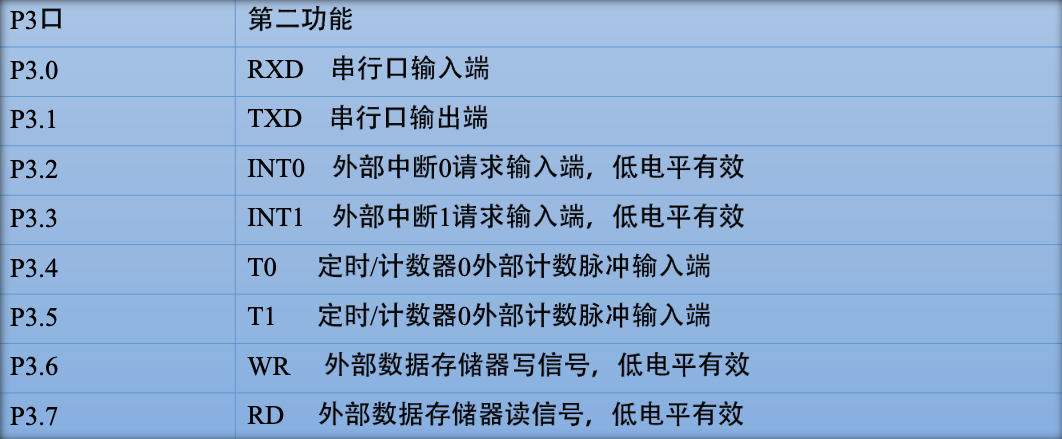 P3口 第二功能
P3.0 RXD 串行口输入端
P3.1 TXD 串行口输出端
P3.2 INT0 外部中断0请求输入端，低电平有效
P3.3 INT1 外部中断1请求输入端，低电平有效
P3.4 T0 定时/计数器0外部计数脉冲输入端
P3.5 T1 定时/计数器0外部计数脉冲输入端
P3.6 WR 外部数据存储器写信号，低电平有效
P3.7 RD 外部数据存储器读信号，低电平有效